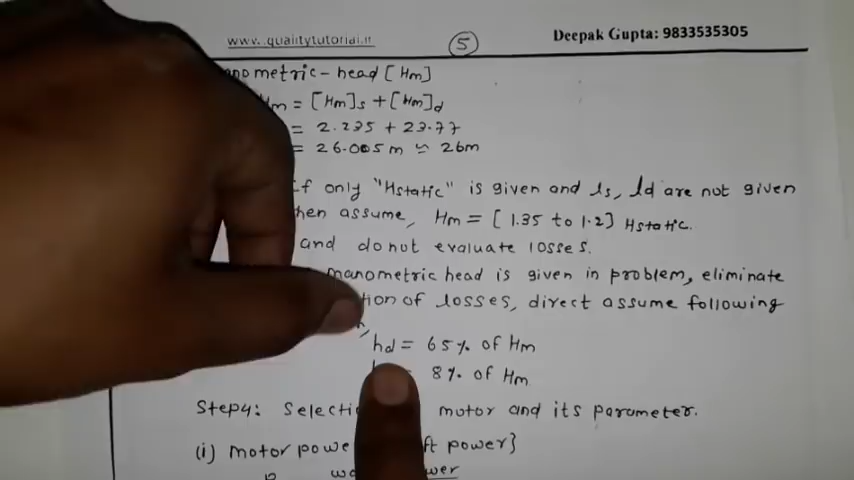 www.qualitytutorial.in
5
Deepak Gupta: 9833535305
nometric-head [Hm]
Hm = [Hm]s + [Hm]d
= 2.235 + 23.77
= 26.005 m ≃ 26m
If only "Hstatic" is given and ls, ld are not given
hen assume, Hm = [1.35 to 1.2] Hstatic.
and do not evaluate losses.
manometric head is given in problem, eliminate
tion of losses, direct assume following
hd = 65% of Hm
8% of Hm
Step4: Selecti motor and its parameter.
(i) motor powe ft power}